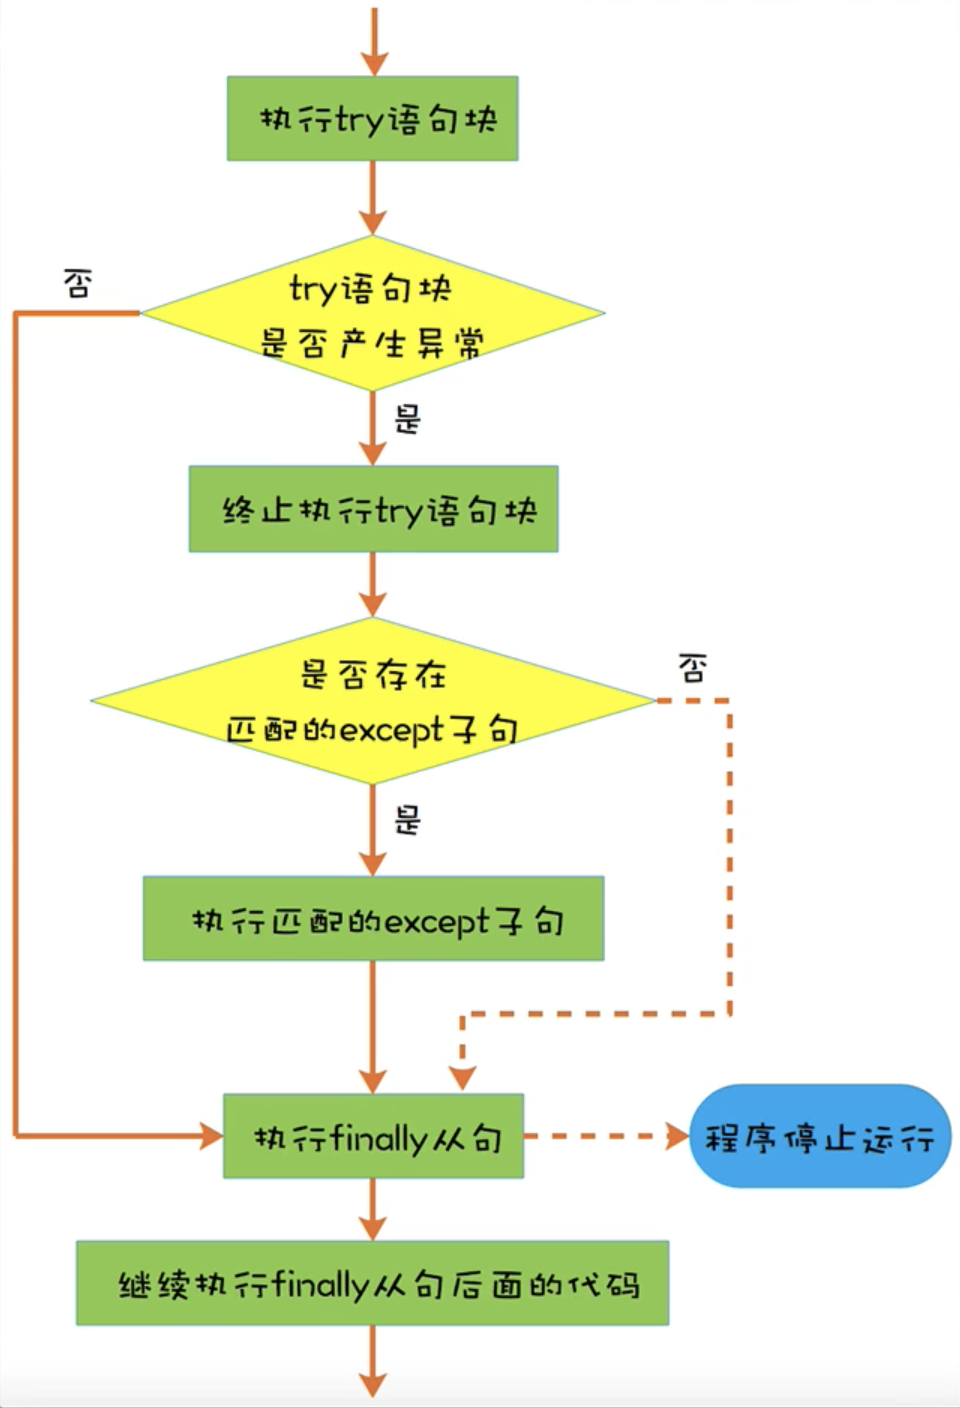 执行try语句块
否
try语句块
是否产生异常
是
终止执行try语句块
是否存在
匹配的except子句
否
是
执行匹配的except子句
执行finally从句
程序停止运行
继续执行finally从句后面的代码